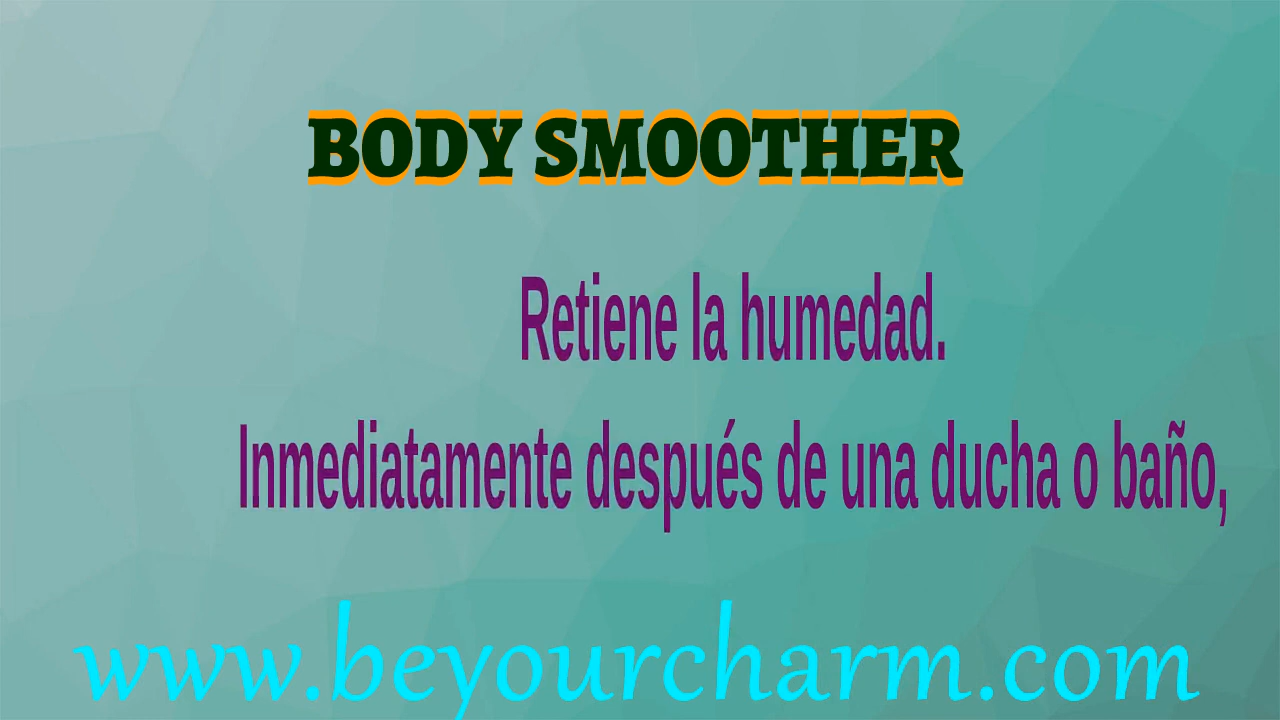 BODY SMOOTHER
Retiene la humedad.
Inmediatamente después de una ducha o baño,
www.beyourcharm.com